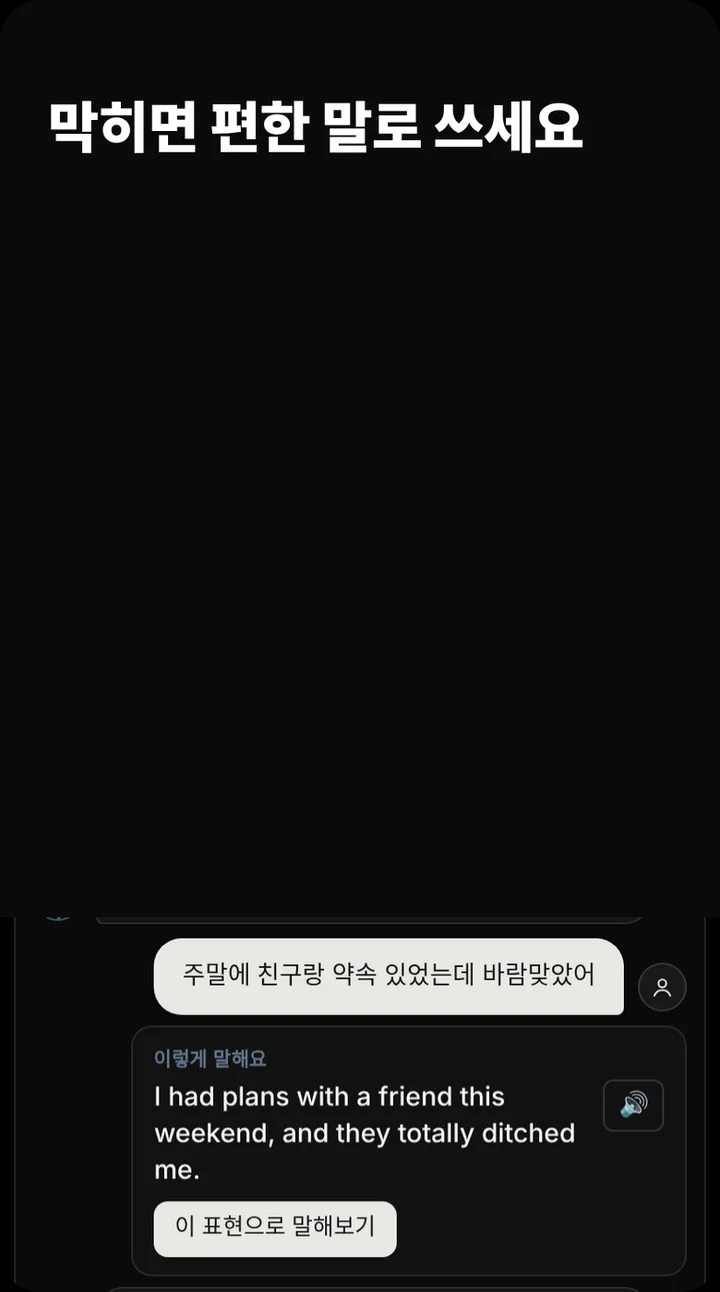 막히면 편한 말로 쓰세요
주말에 친구랑 약속 있었는데 바람맞았어
이렇게 말해요
I had plans with a friend this
weekend, and they totally ditched
me.
이 표현으로 말해보기